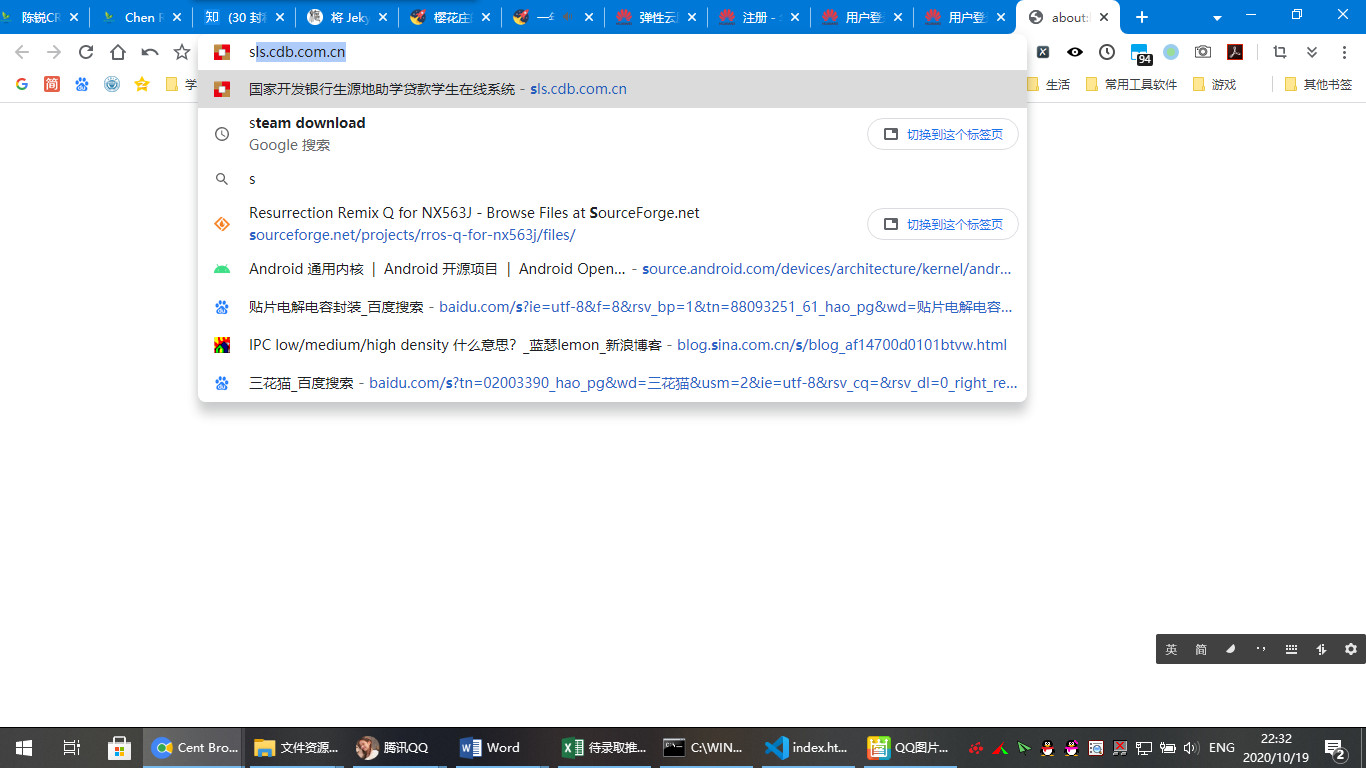 陈锐CR
Chen R
(30 封
将 Jeky
樱花庄
弹性云
注册 -
用户登
用户登
about:
sls.cdb.com.cn
94
简
学
生活
常用工具软件
游戏
其他书签
国家开发银行生源地助学贷款学生在线系统 - sls.cdb.com.cn
steam download
Google 搜索
切换到这个标签页
s
Resurrection Remix Q for NX563J - Browse Files at SourceForge.net
sourceforge.net/projects/rros-q-for-nx563j/files/
切换到这个标签页
Android 通用内核 | Android 开源项目 | Android Open... - source.android.com/devices/architecture/kernel/andr...
贴片电解电容封装_百度搜索 - baidu.com/s?ie=utf-8&f=8&rsv_bp=1&tn=88093251_61_hao_pg&wd=贴片电解电容...
IPC low/medium/high density 什么意思？_蓝瑟lemon_新浪博客 - blog.sina.com.cn/s/blog_af14700d0101btvw.html
三花猫_百度搜索 - baidu.com/s?tn=02003390_hao_pg&wd=三花猫&usm=2&ie=utf-8&rsv_cq=&rsv_dl=0_right_re...
英 简
Cent Bro...
文件资源...
腾讯QQ
Word
待录取推...
C:\WIN...
index.ht...
QQ图片...
ENG
22:32
2020/10/19
2